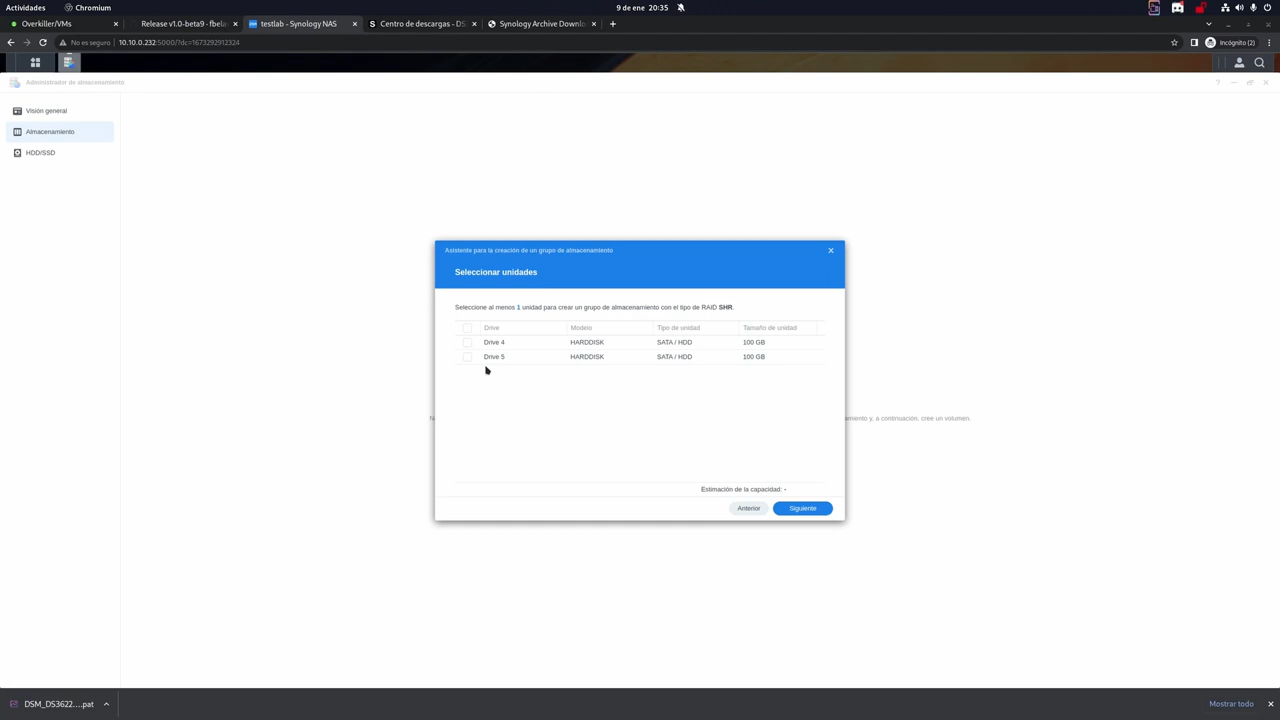 Actividades
Chromium
9 de ene 20:35
Overkiller/VMs
Release v1.0-beta9 - fbela
testlab - Synology NAS
Centro de descargas - DS
Synology Archive Downlo
No es seguro
10.10.0.232:5000/?dc=1673292912324
Incógnito (2)
Administrador de almacenamiento
Visión general
Almacenamiento
HDD/SSD
Asistente para la creación de un grupo de almacenamiento
Seleccionar unidades
Seleccione al menos 1 unidad para crear un grupo de almacenamiento con el tipo de RAID SHR.
Drive Modelo Tipo de unidad Tamaño de unidad
Drive 4 HARDDISK SATA / HDD 100 GB
Drive 5 HARDDISK SATA / HDD 100 GB
amiento y, a continuación, cree un volumen.
Estimación de la capacidad: -
Anterior Siguiente
DSM_DS3622....pat
Mostrar todo